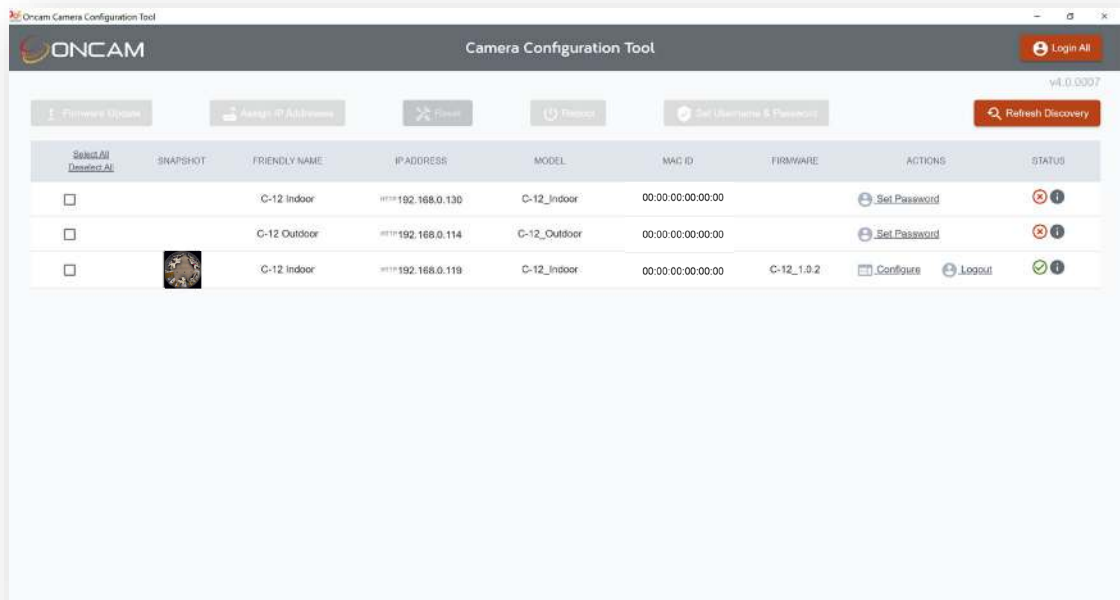 Oncam Camera Configuration Tool
ONCAM
Camera Configuration Tool
Login All
v4.0.0007
Firmware Update
Assign IP Addresses
Reset
Reboot
Set Username & Password
Refresh Discovery
Select All
Deselect All
SNAPSHOT FRIENDLY NAME IP ADDRESS MODEL MAC ID FIRMWARE ACTIONS STATUS
C-12 Indoor HTTP 192.168.0.130 C-12_Indoor 00:00:00:00:00:00 Set Password
C-12 Outdoor HTTP 192.168.0.114 C-12_Outdoor 00:00:00:00:00:00 Set Password
C-12 Indoor HTTP 192.168.0.119 C-12_Indoor 00:00:00:00:00:00 C-12_1.0.2 Configure Logout